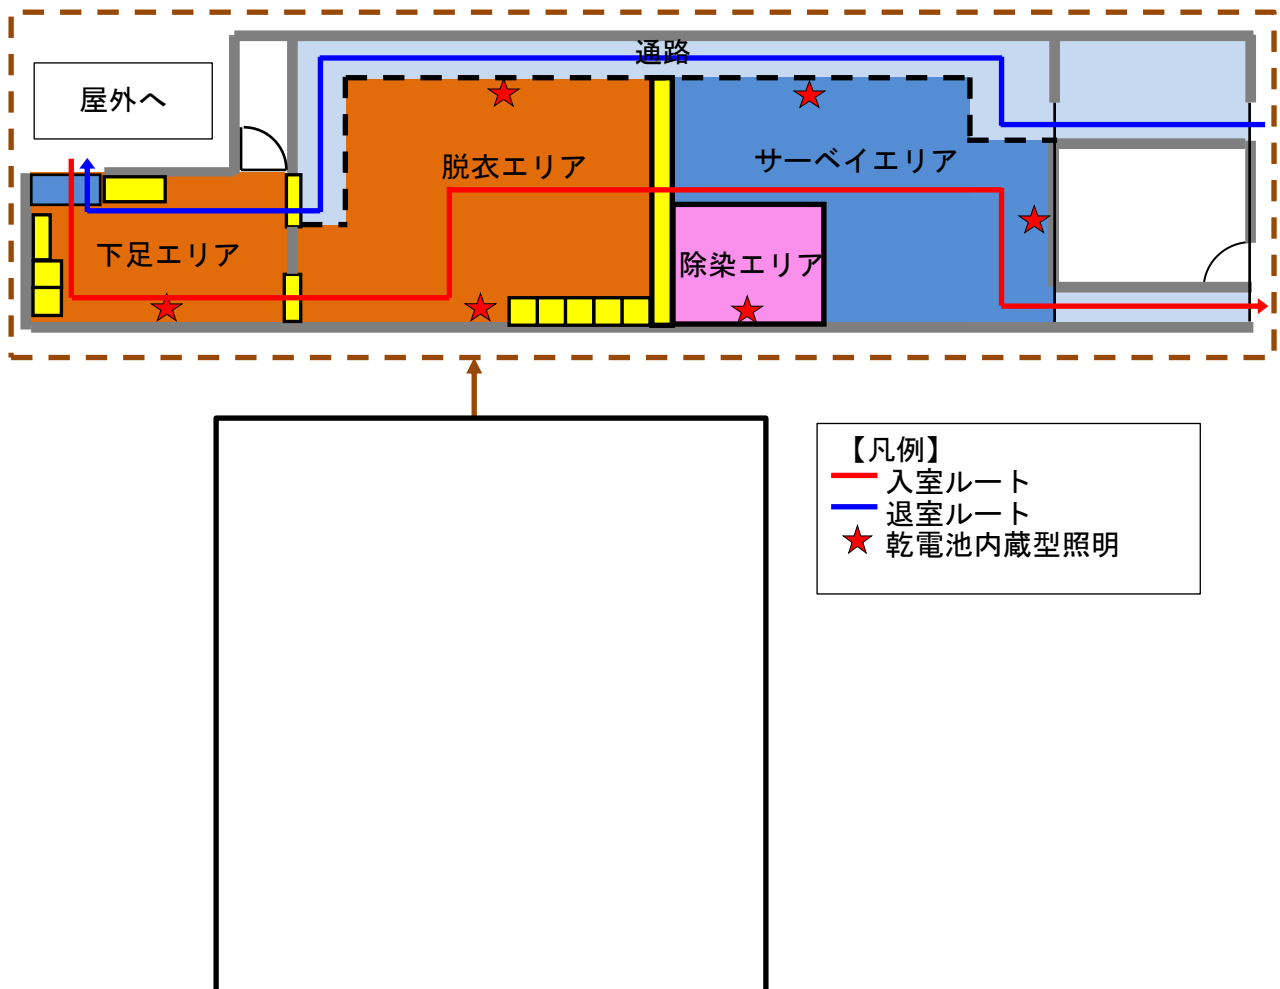 通路
屋外へ
脱衣エリア
サーベイエリア
下足エリア
除染エリア
【凡例】
入室ルート
退室ルート
乾電池内蔵型照明